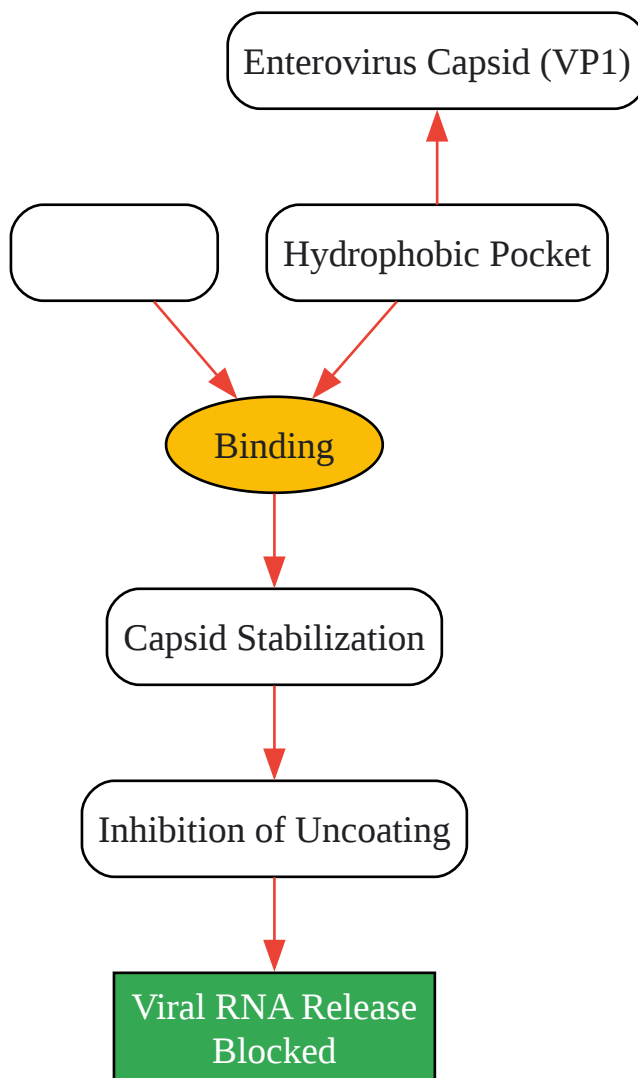 Enterovirus Capsid (VP1)
Hydrophobic Pocket
Binding
Capsid Stabilization
Inhibition of Uncoating
Viral RNA Release
Blocked